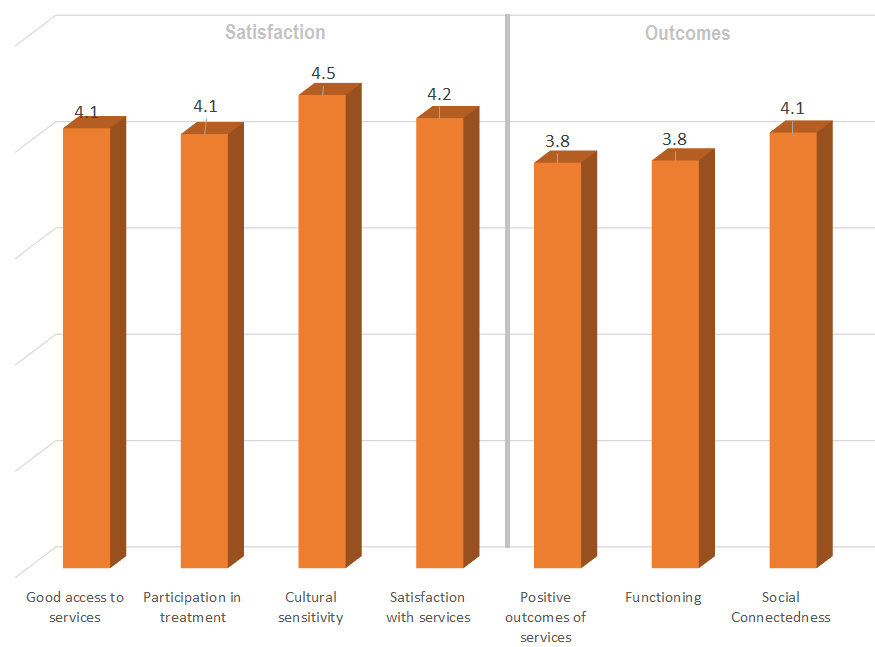 Satisfaction
Outcomes
4.1
4.1
4.5
4.2
3.8
3.8
4.1
Good access to
services
Participation in
treatment
Cultural
sensitivity
Satisfaction
with services
Positive
outcomes of
services
Functioning
Social
Connectedness